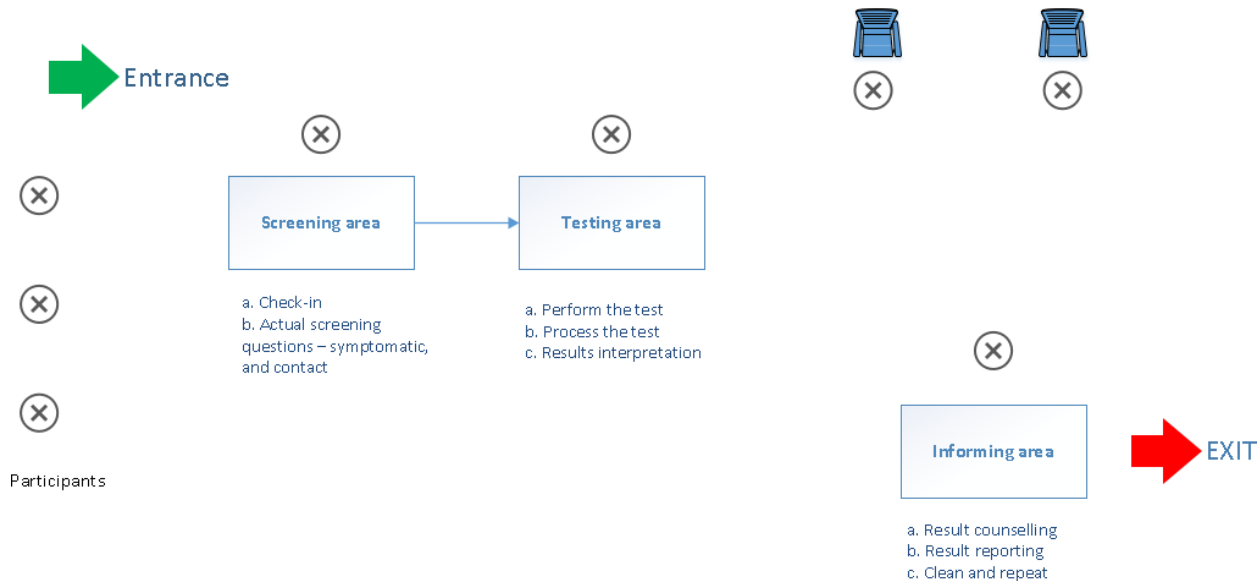 Entrance
Screening area
Testing area
a. Check-in
b. Actual screening
questions – symptomatic,
and contact
a. Perform the test
b. Process the test
c. Results interpretation
Participants
Informing area
EXIT
a. Result counselling
b. Result reporting
c. Clean and repeat